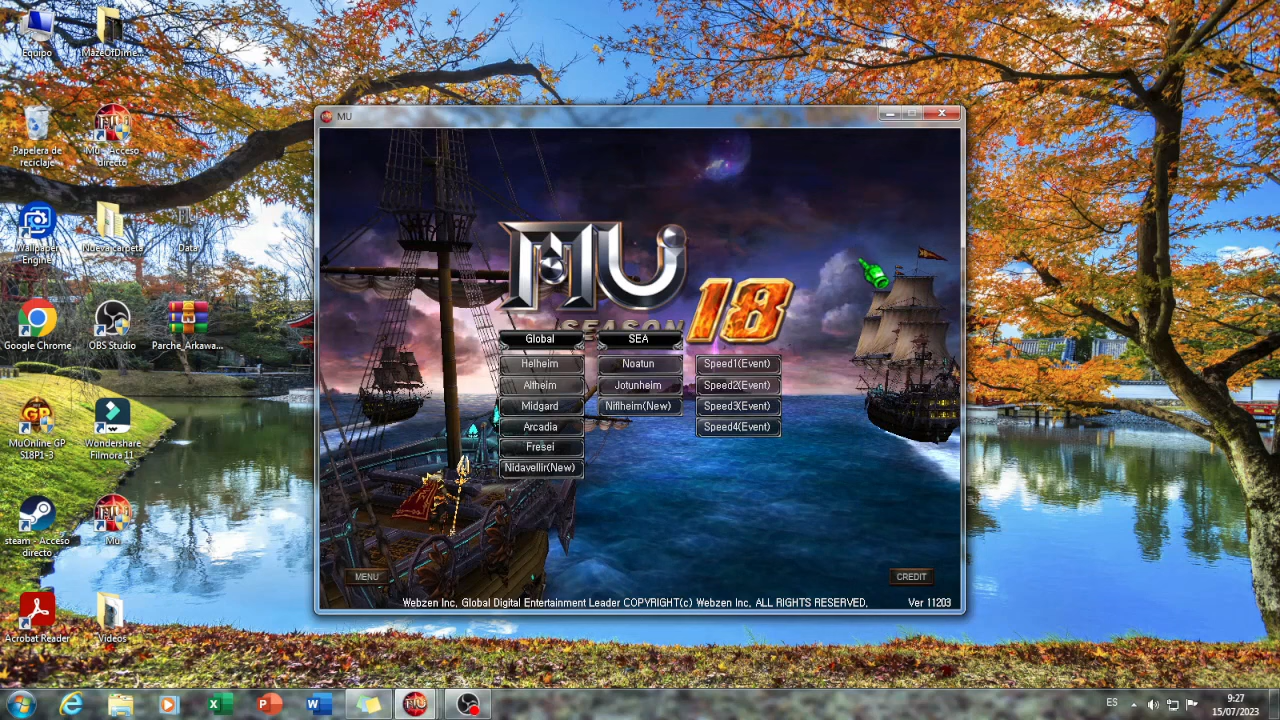 Equipo
MazeOfDime...
Papelera de
reciclaje
Mu - Acceso
directo
Wallpaper
Engine
Nueva carpeta
Data
Google Chrome
OBS Studio
Parche_Arkawa...
MuOnline GP
S18P1-3
Wondershare
Filmora 11
steam - Acceso
directo
Mu
Acrobat Reader
Videos
MU
MU
SEASON 18
Global
SEA
Helheim
Noatun
Speed1(Event)
Alfheim
Jotunheim
Speed2(Event)
Midgard
Niflheim(New)
Speed3(Event)
Arcadia
Speed4(Event)
Fresei
Nidavellir(New)
MENU
CREDIT
Webzen Inc. Global Digital Entertainment Leader COPYRIGHT(c) Webzen Inc. ALL RIGHTS RESERVED.
Ver 11203
ES
9:27
15/07/2023